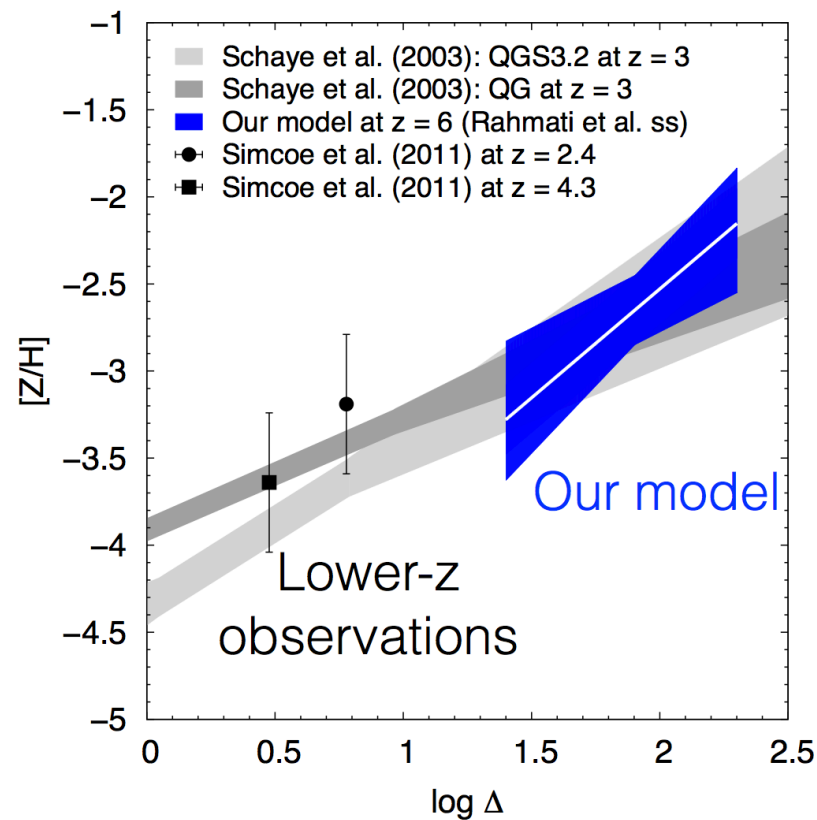 −1
−1.5
−2
−2.5
−3
−3.5
−4
−4.5
−5
[Z/H]
Schaye et al. (2003): QGS3.2 at z = 3
Schaye et al. (2003): QG at z = 3
Our model at z = 6 (Rahmati et al. ss)
Simcoe et al. (2011) at z = 2.4
Simcoe et al. (2011) at z = 4.3
Our model
Lower-z
observations
0 0.5 1 1.5 2 2.5
log Δ